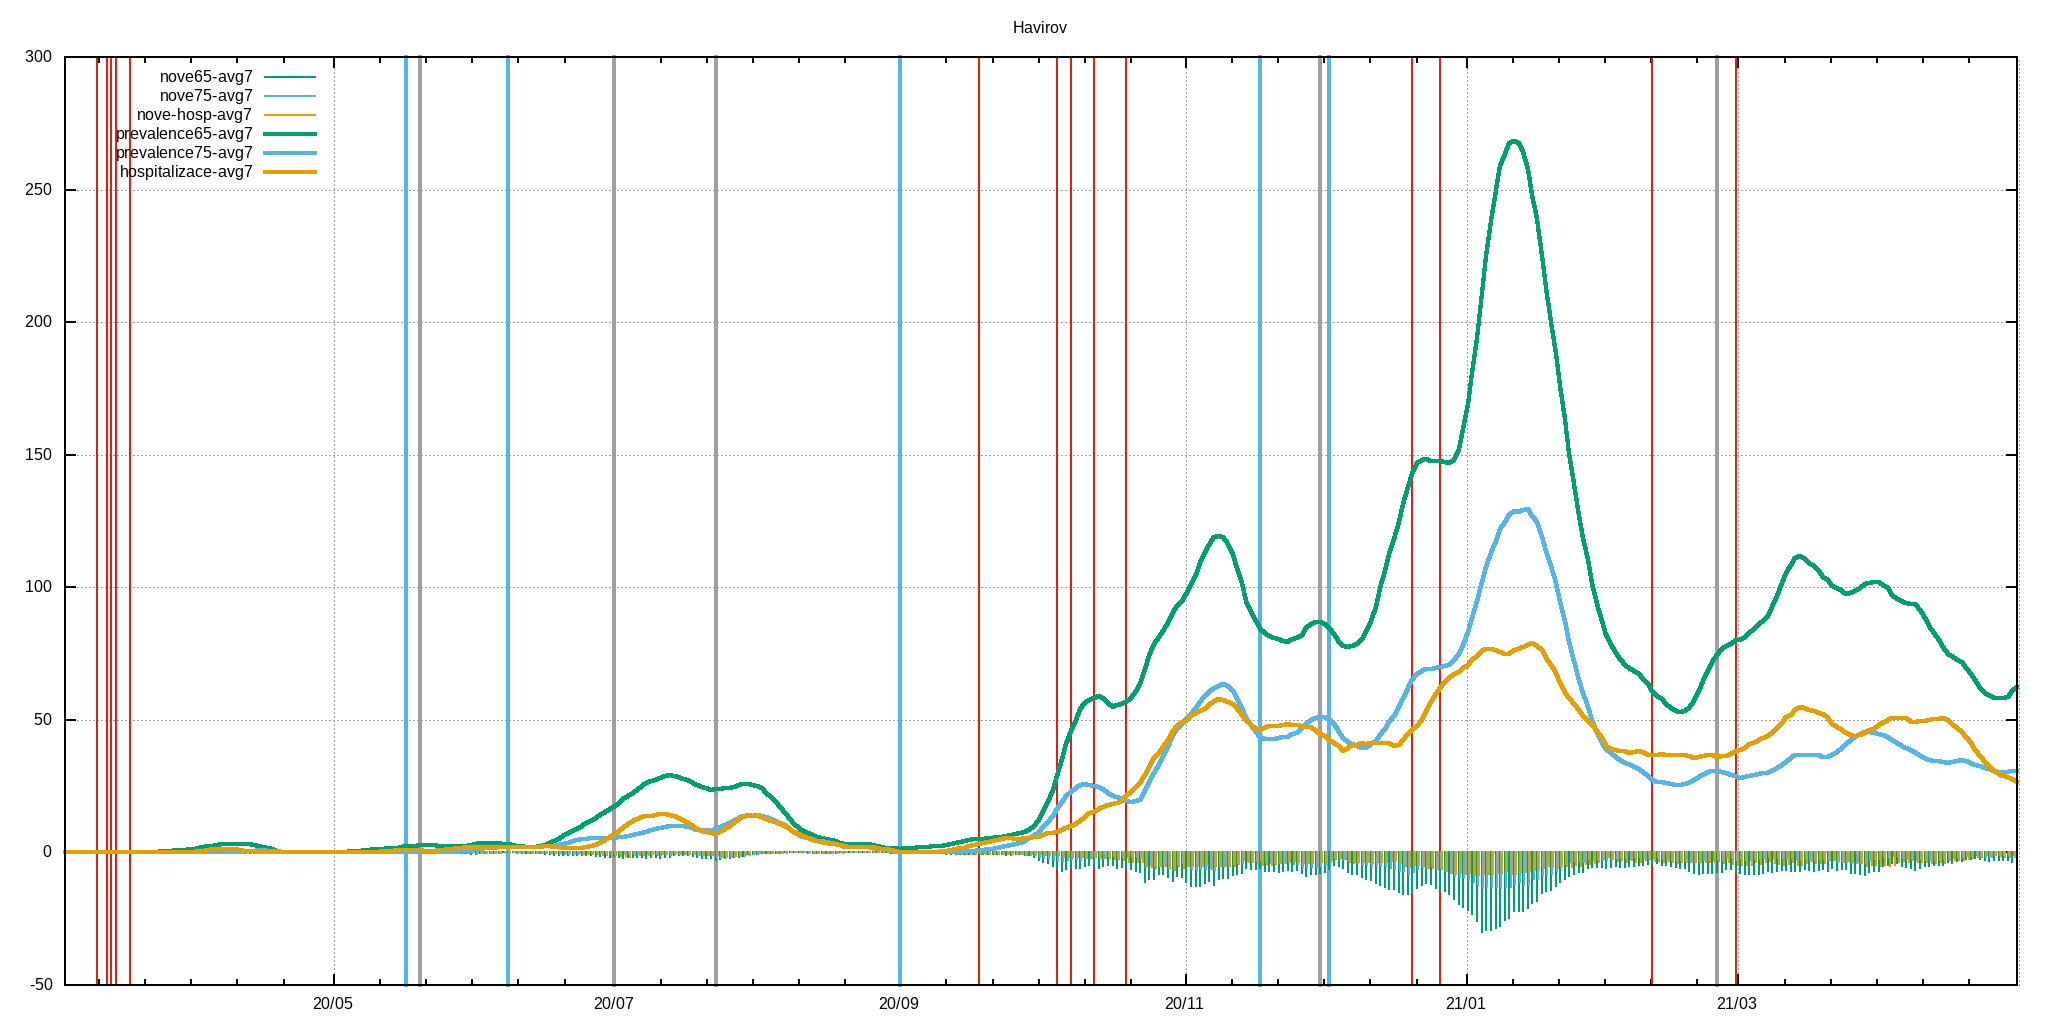 Havirov
300
250
200
150
100
50
0
-50
nove65-avg7
nove75-avg7
nove-hosp-avg7
prevalence65-avg7
prevalence75-avg7
hospitalizace-avg7
20/05
20/07
20/09
20/11
21/01
21/03